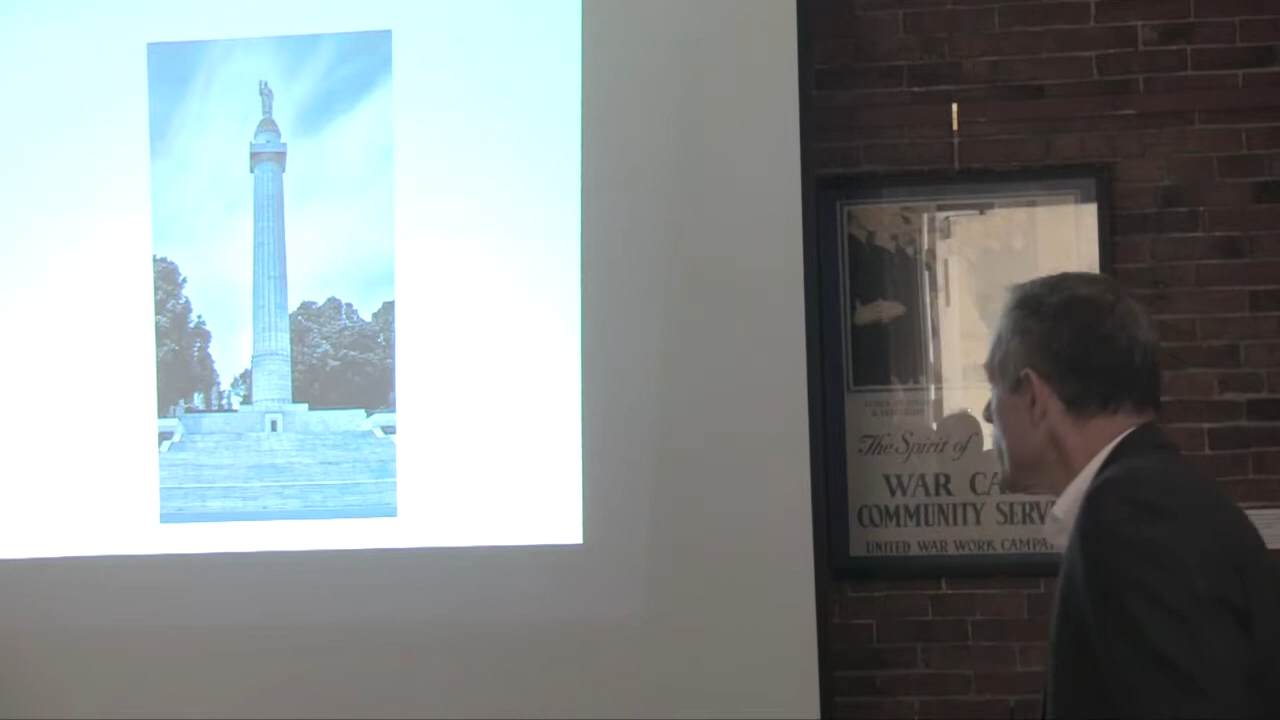 The Spirit of
WAR CA
COMMUNITY SERV
UNITED WAR WORK CAMPA